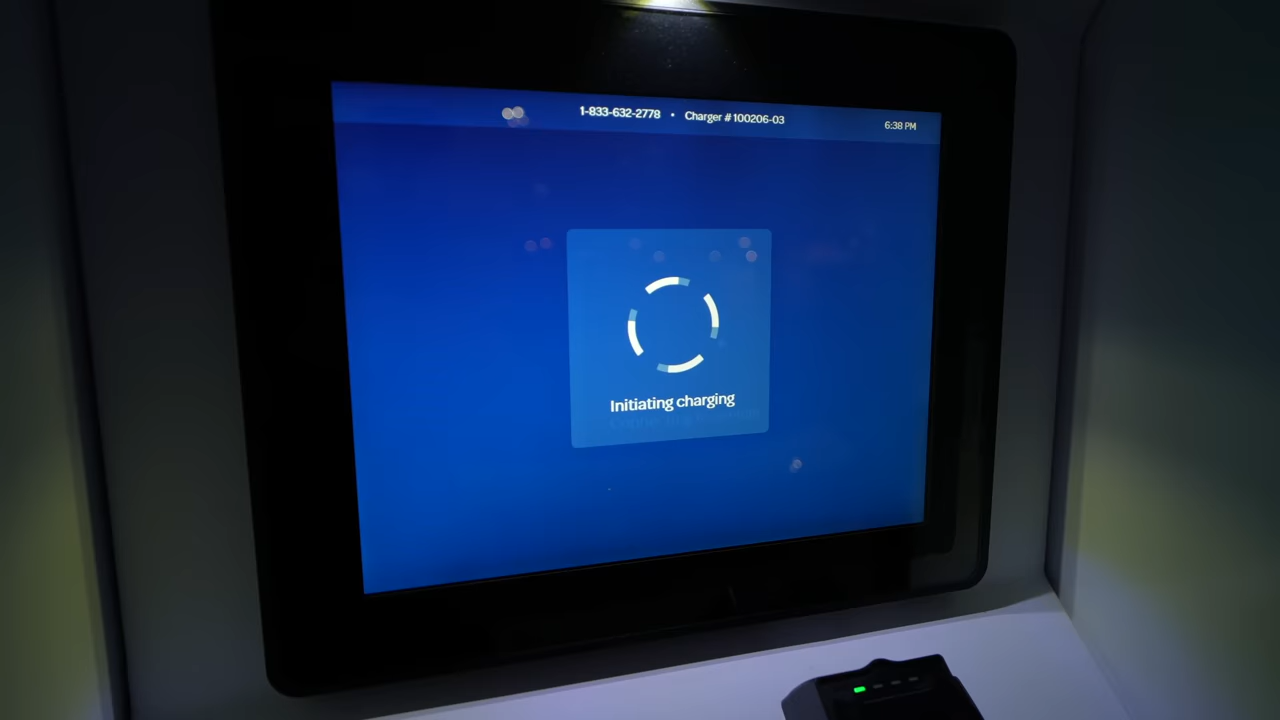 1-833-632-2778 • Charger #100206-03
6:38 PM
Initiating charging